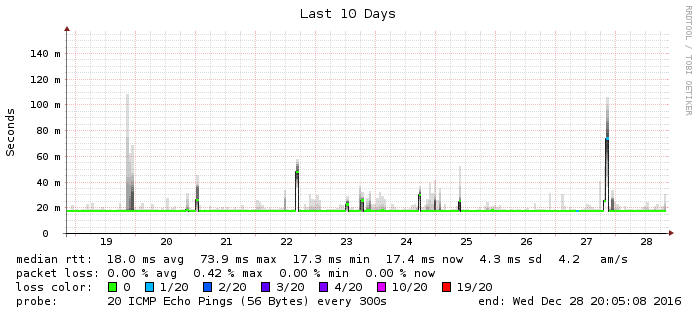 Last 10 Days
RRDTOOL / TOBI OETIKER
Seconds
140 m
120 m
100 m
80 m
60 m
40 m
20 m
0
19 20 21 22 23 24 25 26 27 28
median rtt: 18.0 ms avg 73.9 ms max 17.3 ms min 17.4 ms now 4.3 ms sd 4.2 am/s
packet loss: 0.00 % avg 0.42 % max 0.00 % min 0.00 % now
loss color: 0 1/20 2/20 3/20 4/20 10/20 19/20
probe: 20 ICMP Echo Pings (56 Bytes) every 300s end: Wed Dec 28 20:05:08 2016